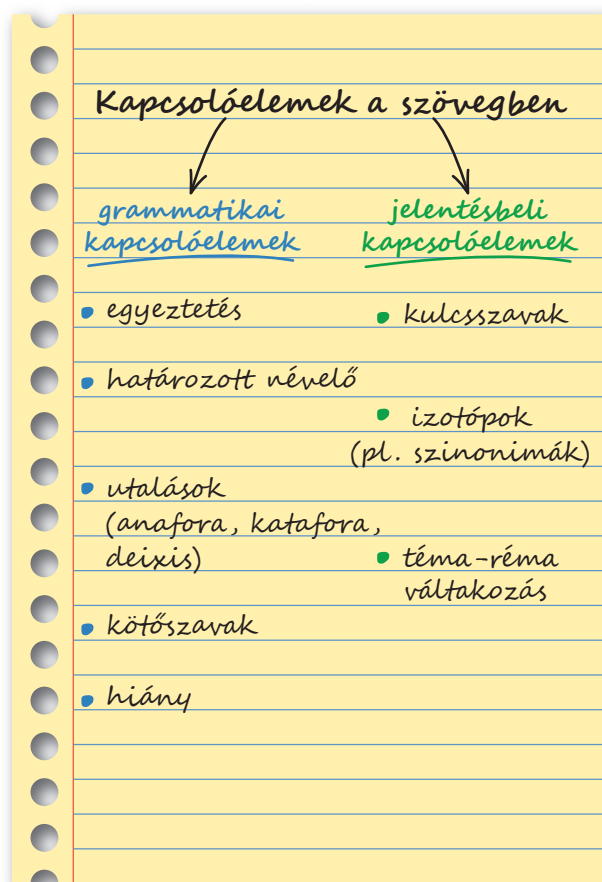 Kapcsolóelemek a szövegben
grammatikai
kapcsolóelemek
egyeztetés
határozott névelő
utalások
(anafora, katafora,
deixis)
kötőszavak
hiány
jelentésbeli
kapcsolóelemek
kulcsszavak
izotópok
(pl. szinonimák)
téma-réma
váltakozás